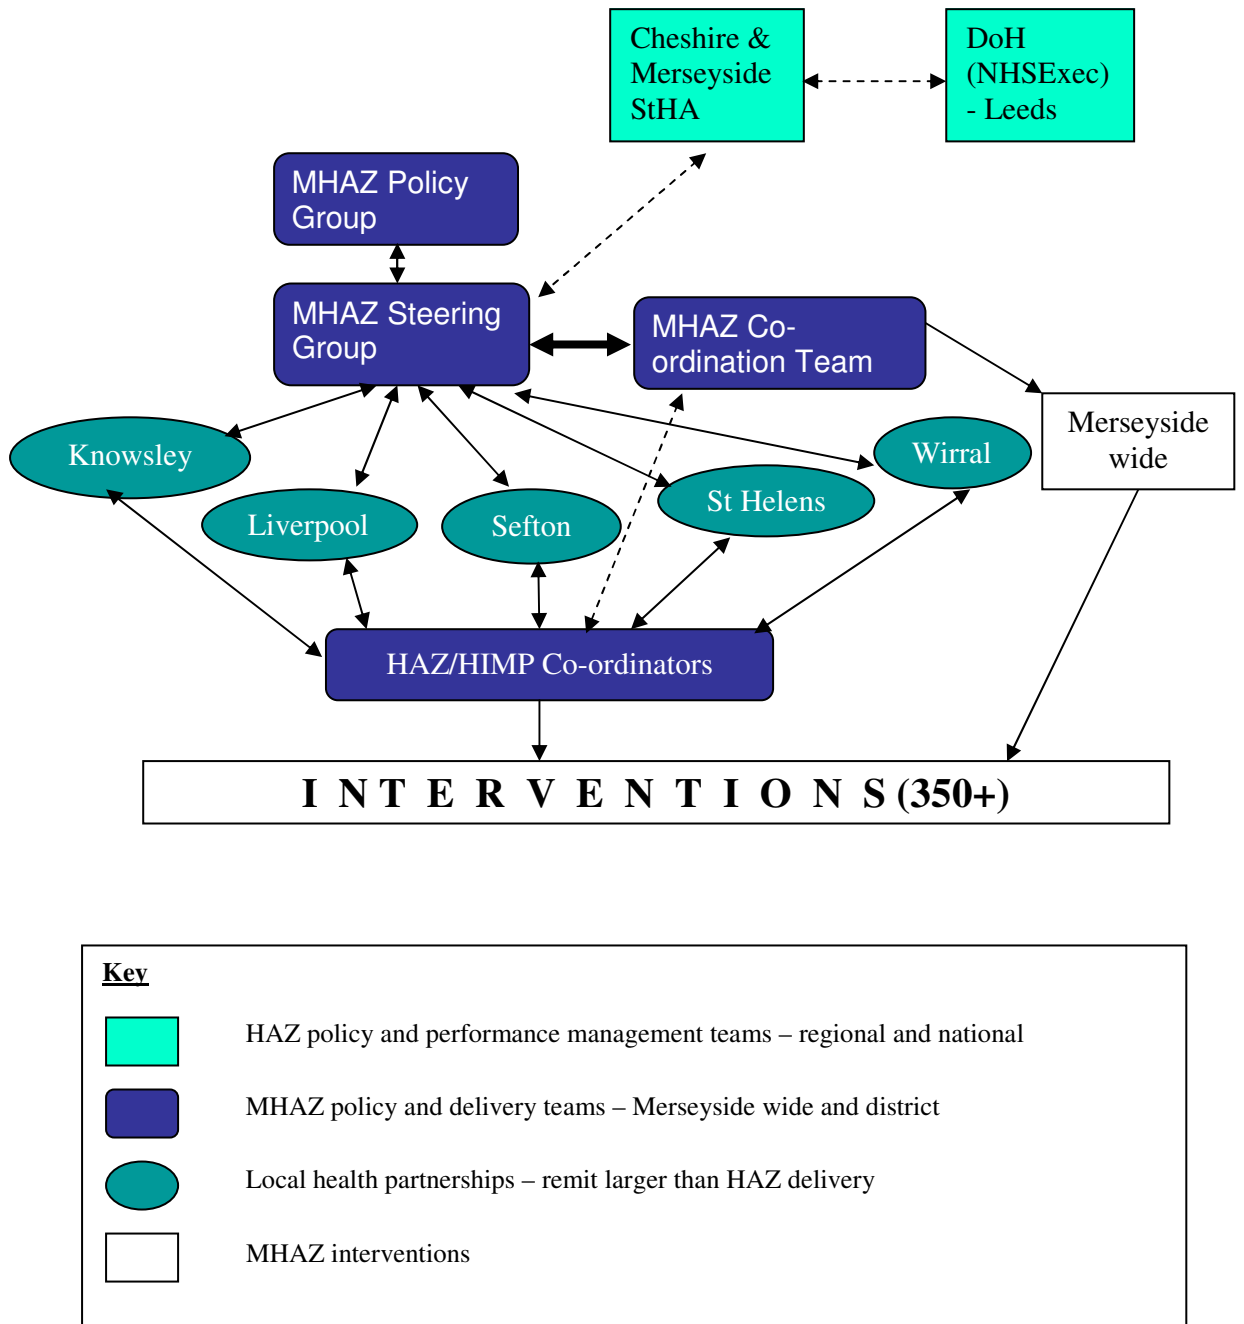 Cheshire &
Merseyside
StHA
DoH
(NHSExec)
- Leeds
MHAZ Policy
Group
MHAZ Steering
Group
MHAZ Co-
ordination Team
Merseyside
wide
Knowsley
Liverpool
Sefton
St Helens
Wirral
HAZ/HIMP Co-ordinators
I N T E R V E N T I O N S (350+)
Key
HAZ policy and performance management teams – regional and national
MHAZ policy and delivery teams – Merseyside wide and district
Local health partnerships – remit larger than HAZ delivery
MHAZ interventions